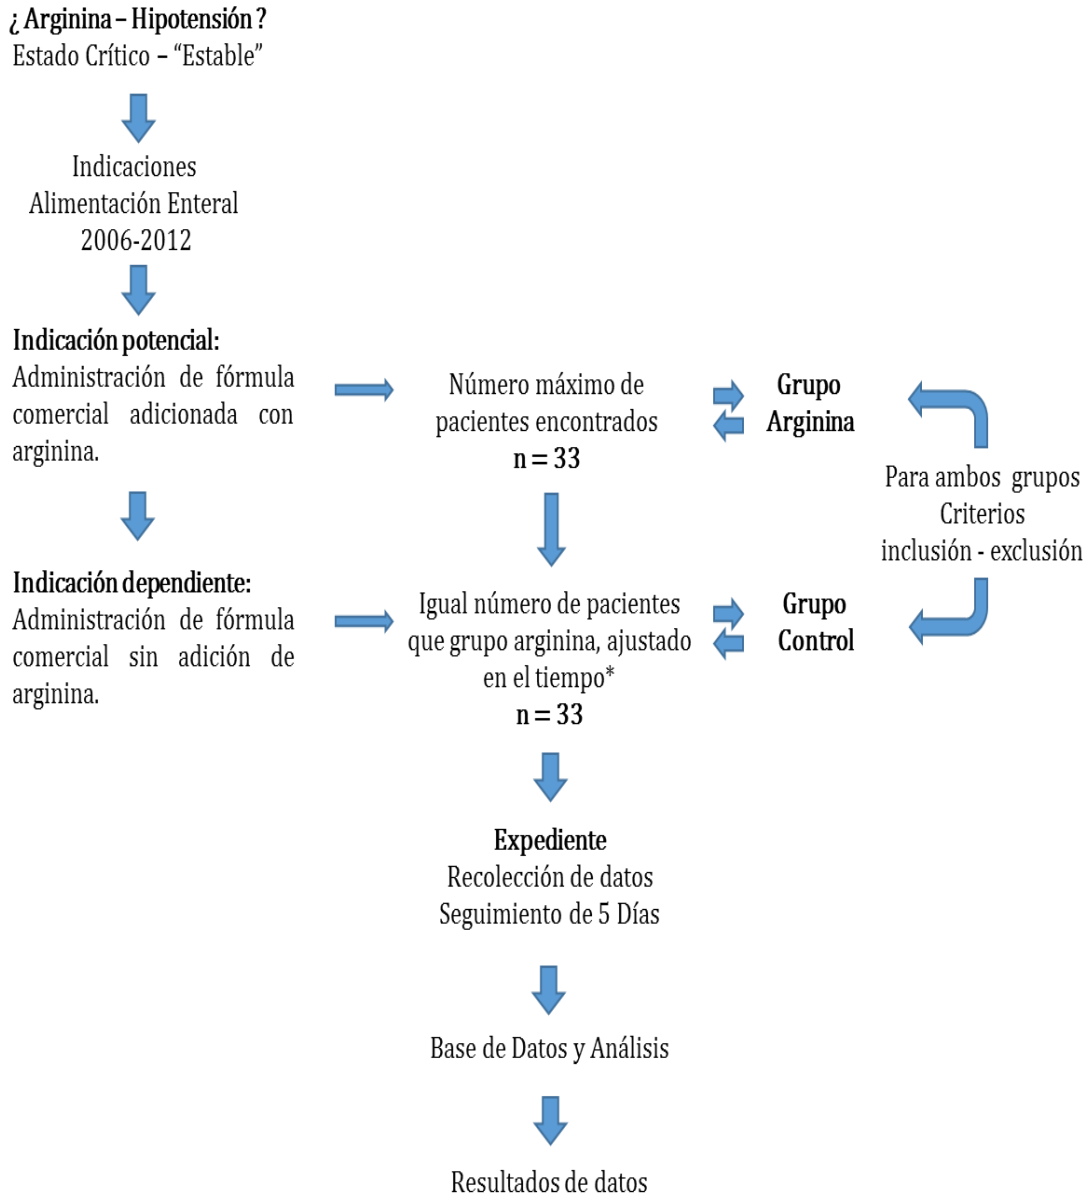 ¿ Arginina – Hipotensión ?
Estado Crítico – “Estable”
Indicaciones
Alimentación Enteral
2006-2012
Indicación potencial:
Administración de fórmula
comercial adicionada con
arginina.
Número máximo de
pacientes encontrados
n = 33
Grupo
Arginina
Para ambos grupos
Criterios
inclusión - exclusión
Indicación dependiente:
Administración de fórmula
comercial sin adición de
arginina.
Igual número de pacientes
que grupo arginina, ajustado
en el tiempo*
n = 33
Grupo
Control
Expediente
Recolección de datos
Seguimiento de 5 Días
Base de Datos y Análisis
Resultados de datos